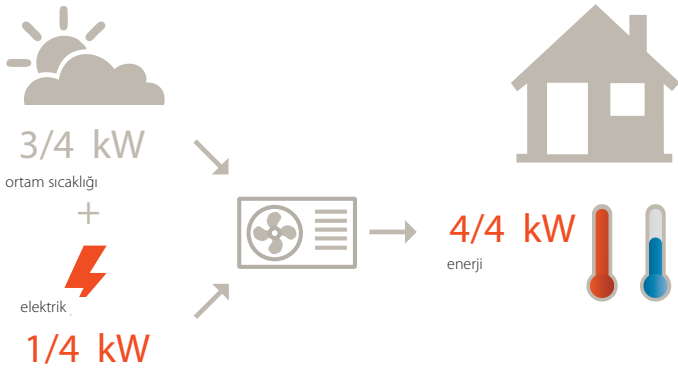 3/4 kW
ortam sıcaklığı
+
elektrik
1/4 kW
4/4 kW
enerji